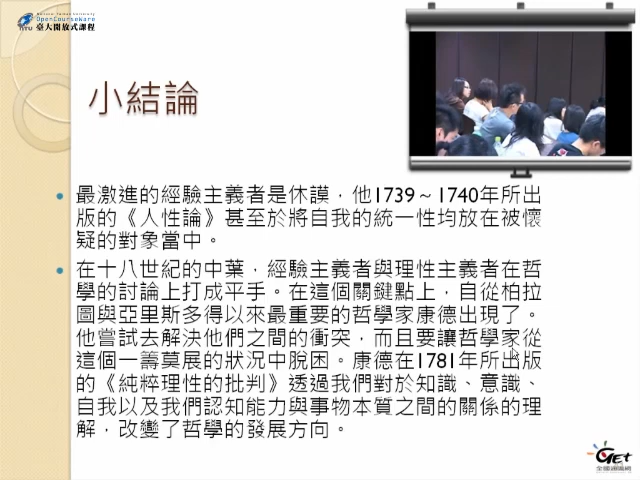 National Taiwan University
OpenCourseWare
NTU 臺大開放式課程
小結論
• 最激進的經驗主義者是休謨，他1739～1740年所出
版的《人性論》甚至於將自我的統一性均放在被懷
疑的對象當中。
• 在十八世紀的中葉，經驗主義者與理性主義者在哲
學的討論上打成平手。在這個關鍵點上，自從柏拉
圖與亞里斯多得以來最重要的哲學家康德出現了。
他嘗試去解決他們之間的衝突，而且要讓哲學家從
這個一籌莫展的狀況中脫困。康德在1781年所出版
的《純粹理性的批判》透過我們對於知識、意識、
自我以及我們認知能力與事物本質之間的關係的理
解，改變了哲學的發展方向。
GET
全國通識網